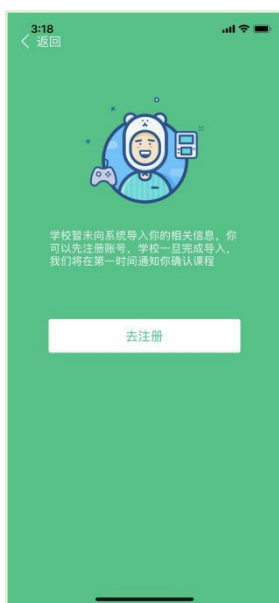 3:18
返回
学校暂未向系统导入你的相关信息，你
可以先注册账号，学校一旦完成导入，
我们将在第一时间通知你确认课程
去注册